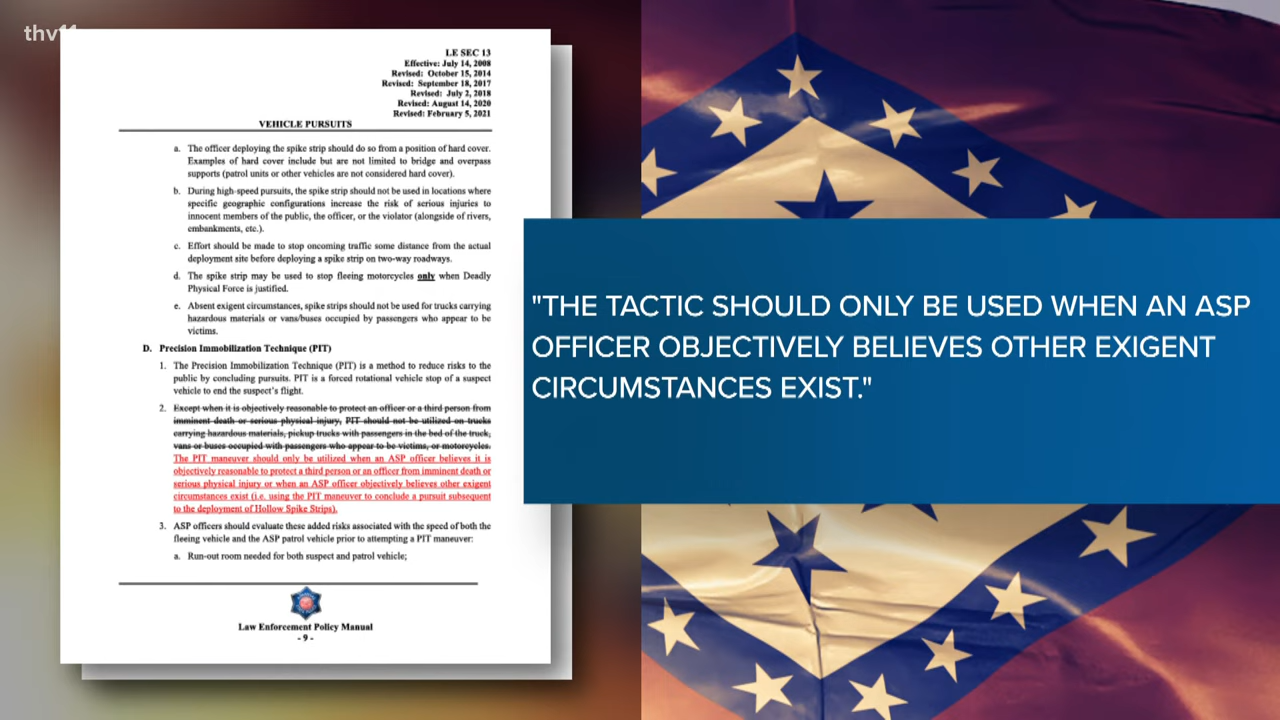 thv11
LE SEC 13
Effective: July 14, 2008
Revised: October 15, 2014
Revised: September 18, 2017
Revised: July 2, 2018
Revised: August 14, 2020
Revised: February 5, 2021
VEHICLE PURSUITS
a. The officer deploying the spike strip should do so from a position of hard cover.
Examples of hard cover include but are not limited to bridge and overpass
supports (patrol units or other vehicles are not considered hard cover).
b. During high-speed pursuits, the spike strip should not be used in locations where
specific geographic configurations increase the risk of serious injuries to
innocent members of the public, the officer, or the violator (alongside of rivers,
embankments, etc.).
c. Effort should be made to stop oncoming traffic some distance from the actual
deployment site before deploying a spike strip on two-way roadways.
d. The spike strip may be used to stop fleeing motorcycles only when Deadly
Physical Force is justified.
e. Absent exigent circumstances, spike strips should not be used for trucks carrying
hazardous materials or vans/buses occupied by passengers who appear to be
victims.
D. Precision Immobilization Technique (PIT)
1. The Precision Immobilization Technique (PIT) is a method to reduce risks to the
public by concluding pursuits. PIT is a forced rotational vehicle stop of a suspect
vehicle to end the suspect's flight.
2. Except when it is objectively reasonable to protect an officer or a third person from
imminent death or serious physical injury, PIT should not be utilized on trucks
carrying hazardous materials, pickup trucks with passengers in the bed of the truck,
vans or buses occupied with passengers who appear to be victims, or motorcycles.
The PIT maneuver should only be utilized when an ASP officer believes it is
objectively reasonable to protect a third person or an officer from imminent death or
serious physical injury or when an ASP officer objectively believes other exigent
circumstances exist (i.e. using the PIT maneuver to conclude a pursuit subsequent
to the deployment of Hollow Spike Strips).
3. ASP officers should evaluate these added risks associated with the speed of both the
fleeing vehicle and the ASP patrol vehicle prior to attempting a PIT maneuver:
a. Run-out room needed for both suspect and patrol vehicle;
Law Enforcement Policy Manual
- 9 -
"THE TACTIC SHOULD ONLY BE USED WHEN AN ASP
OFFICER OBJECTIVELY BELIEVES OTHER EXIGENT
CIRCUMSTANCES EXIST."